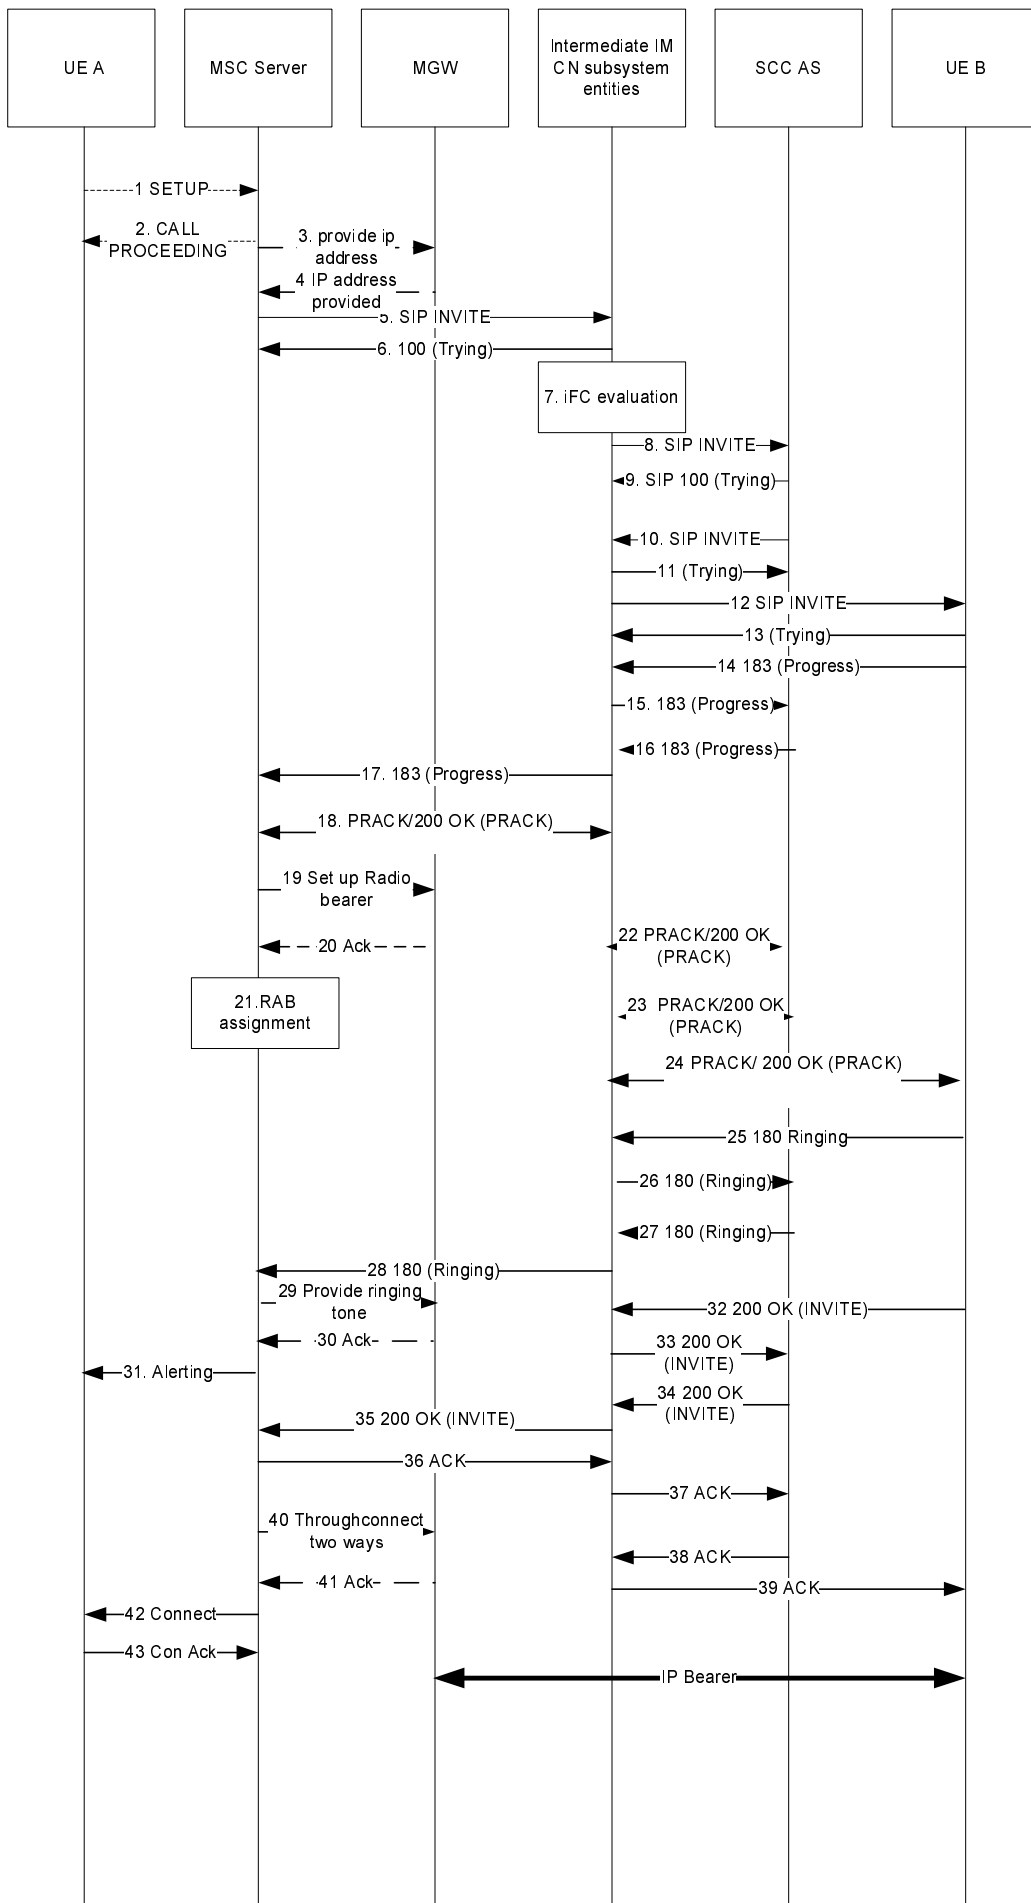 UE A
MSC Server
MGW
Intermediate IM
CN subsystem
entities
SCC AS
UE B
1 SETUP
2. CALL
PROCEEDING
3. provide ip
address
4 IP address
provided
5. SIP INVITE
6. 100 (Trying)
7. iFC evaluation
8. SIP INVITE
9. SIP 100 (Trying)
10. SIP INVITE
11 (Trying)
12 SIP INVITE
13 (Trying)
14 183 (Progress)
15. 183 (Progress)
16 183 (Progress)
17. 183 (Progress)
18. PRACK/200 OK (PRACK)
19 Set up Radio
bearer
20 Ack
22 PRACK/200 OK
(PRACK)
21.RAB
assignment
23 PRACK/200 OK
(PRACK)
24 PRACK/ 200 OK (PRACK)
25 180 Ringing
26 180 (Ringing)
27 180 (Ringing)
28 180 (Ringing)
29 Provide ringing
tone
32 200 OK (INVITE)
30 Ack
33 200 OK
(INVITE)
31. Alerting
34 200 OK
(INVITE)
35 200 OK (INVITE)
36 ACK
37 ACK
40 Throughconnect
two ways
38 ACK
41 Ack
39 ACK
42 Connect
43 Con Ack
IP Bearer